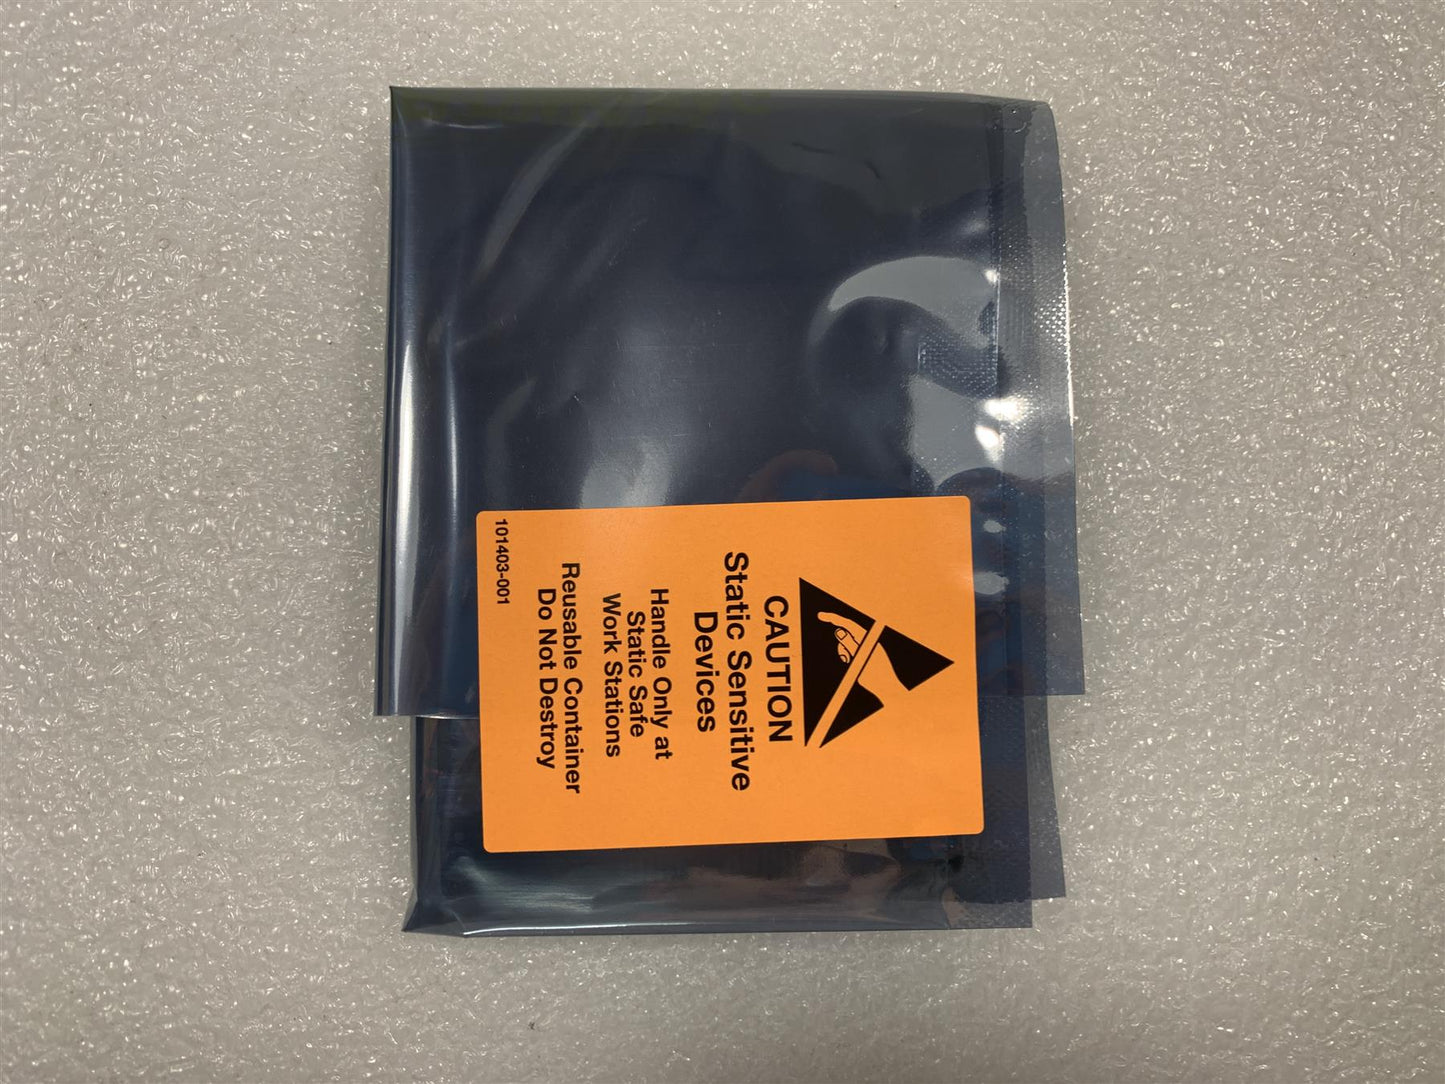 CAUTION
Static Sensitive
Devices
Handle Only at
Static Safe
Work Stations
Reusable Container
Do Not Destroy
101403-001